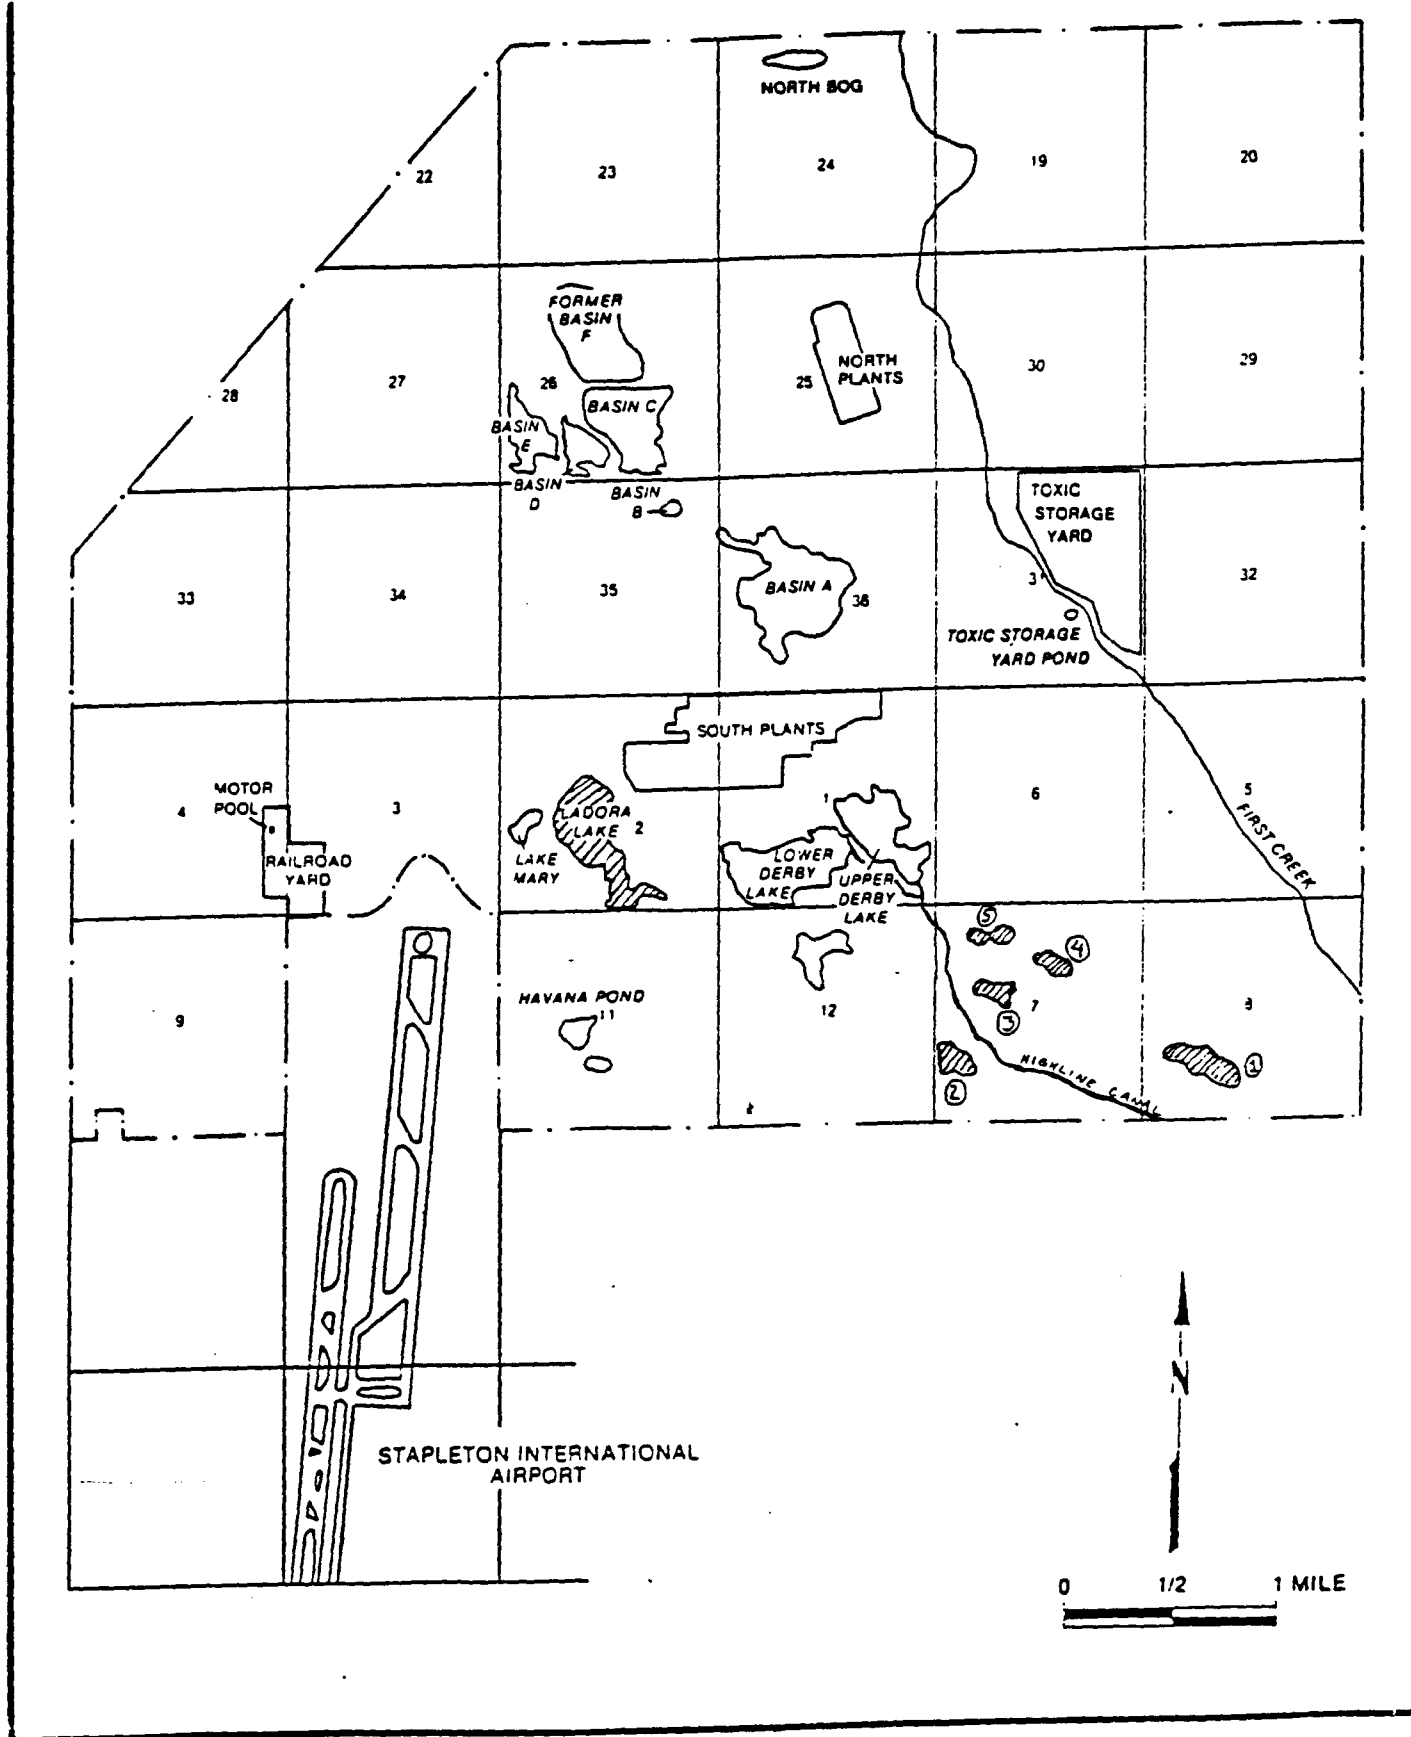 NORTH BOG
22
23
24
19
20
FORMER
BASIN
F
28
27
26
BASIN C
BASIN
E
25
NORTH
PLANTS
30
29
BASIN
D
BASIN
B
TOXIC
STORAGE
YARD
33
34
35
BASIN A
36
3
32
TOXIC STORAGE
YARD POND
SOUTH PLANTS
MOTOR
POOL
4
3
LADORA
LAKE 2
LAKE
MARY
1
6
5
FIRST CREEK
RAILROAD
YARD
LOWER
DERBY
LAKE
UPPER
DERBY
LAKE
5
4
9
HAVANA POND
11
12
3
7
8
2
HIGHLINE CANAL
1
STAPLETON INTERNATIONAL
AIRPORT
N
0 1/2 1 MILE